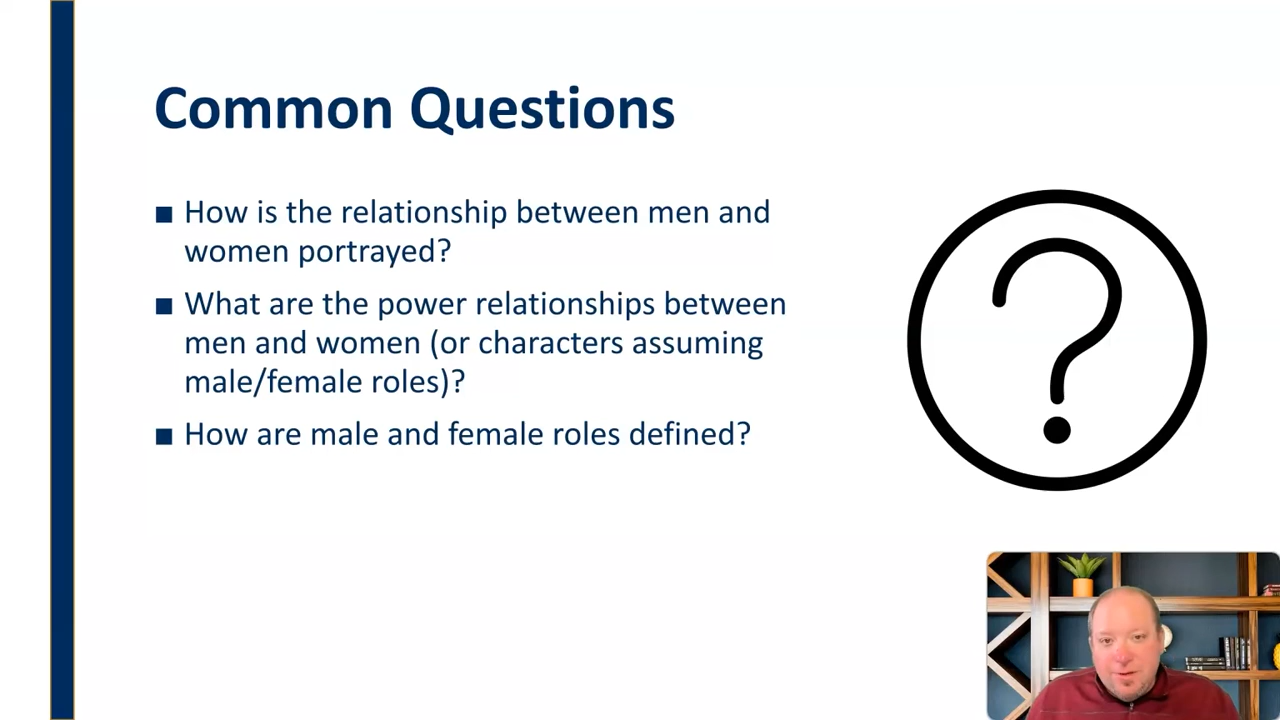 Common Questions
■ How is the relationship between men and
women portrayed?
■ What are the power relationships between
men and women (or characters assuming
male/female roles)?
■ How are male and female roles defined?